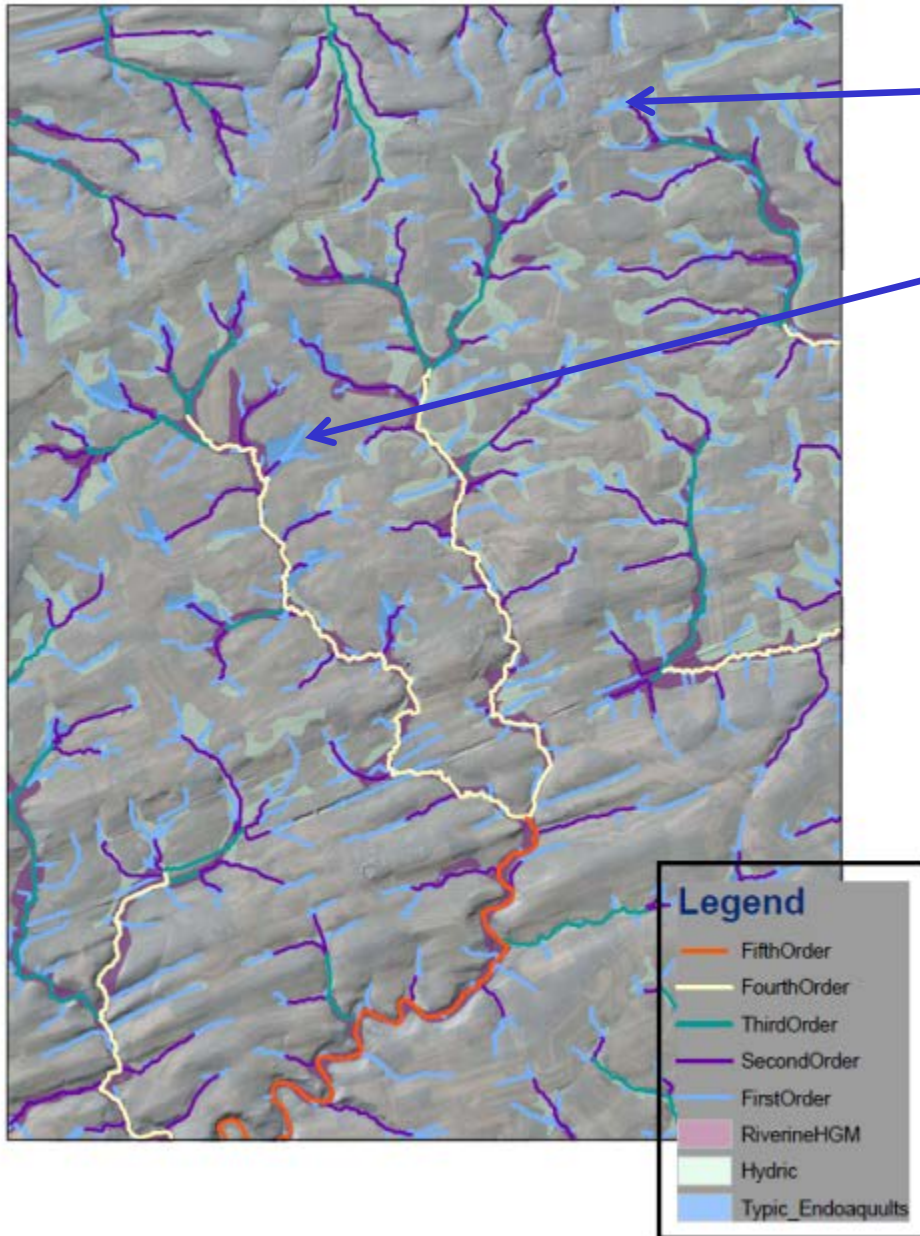 Legend
FifthOrder
FourthOrder
ThirdOrder
SecondOrder
FirstOrder
RiverineHGM
Hydric
Typic_Endoaquults